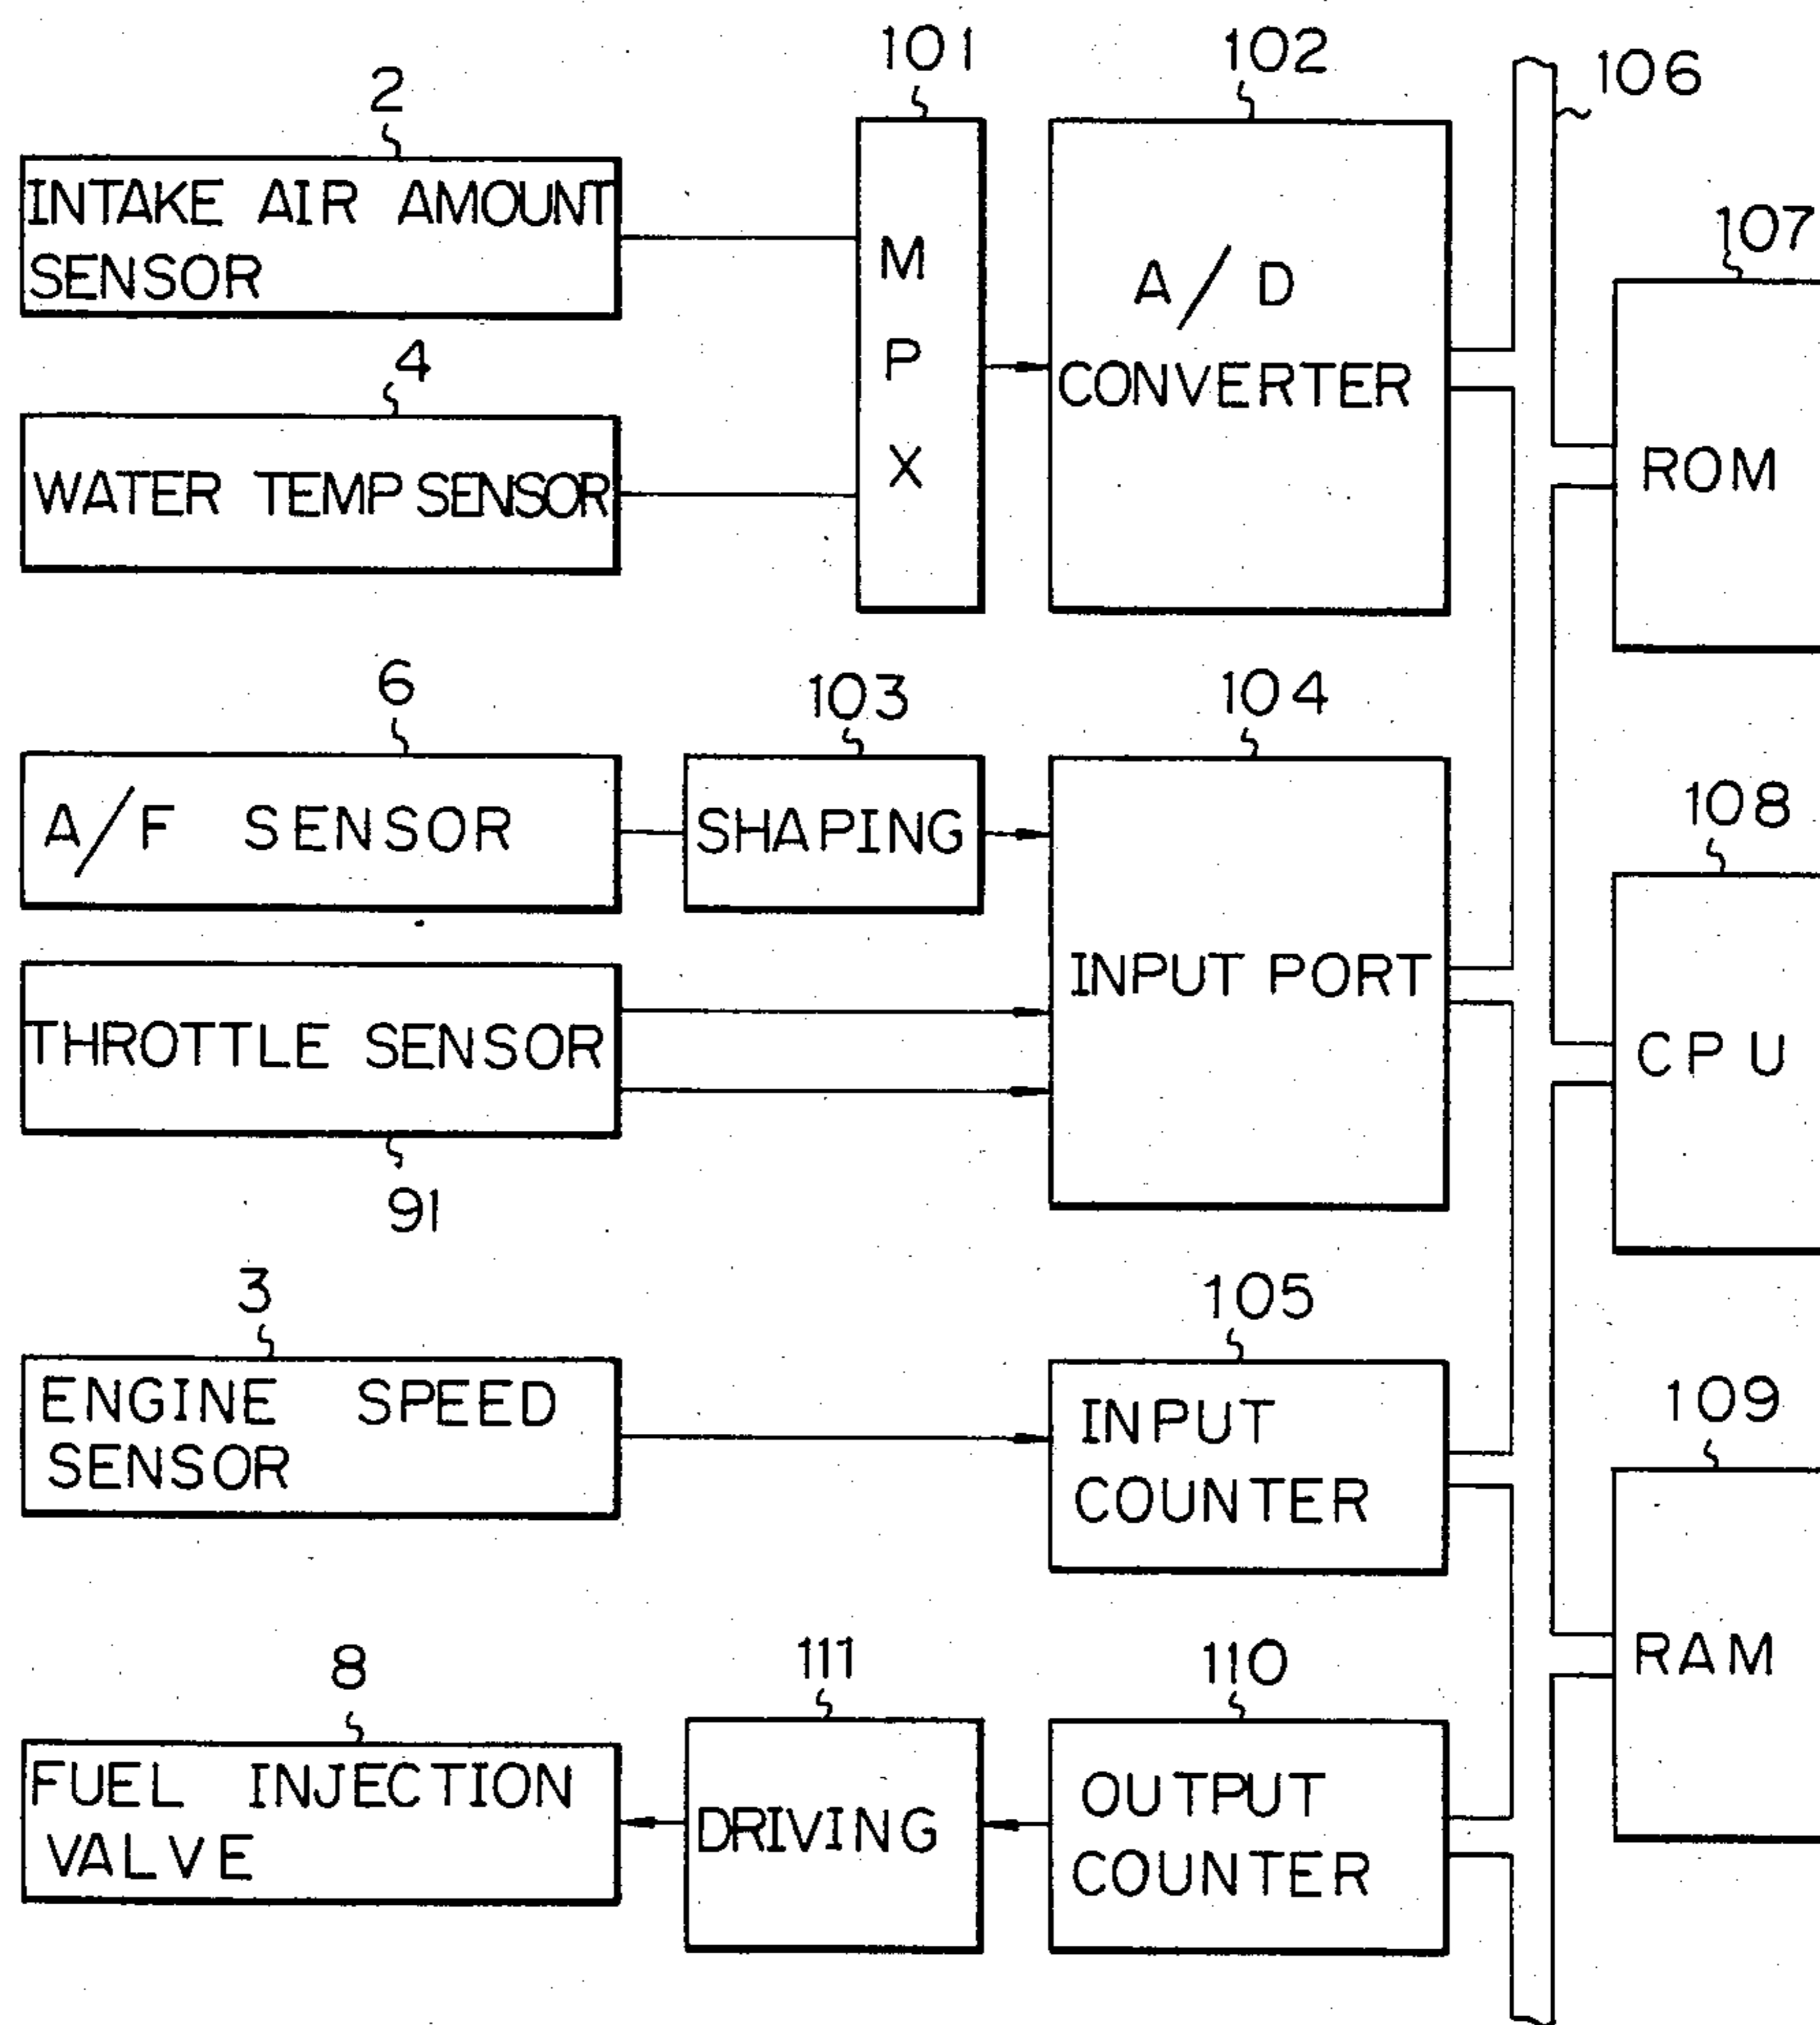 101
102
106
2
INTAKE AIR AMOUNT
SENSOR
M
P
X
A/D
CONVERTER
107
ROM
4
WATER TEMP SENSOR
6
103
104
A/F SENSOR
SHAPING
INPUT PORT
108
CPU
THROTTLE SENSOR
91
3
105
ENGINE SPEED
SENSOR
INPUT
COUNTER
109
RAM
8
111
110
FUEL INJECTION
VALVE
DRIVING
OUTPUT
COUNTER